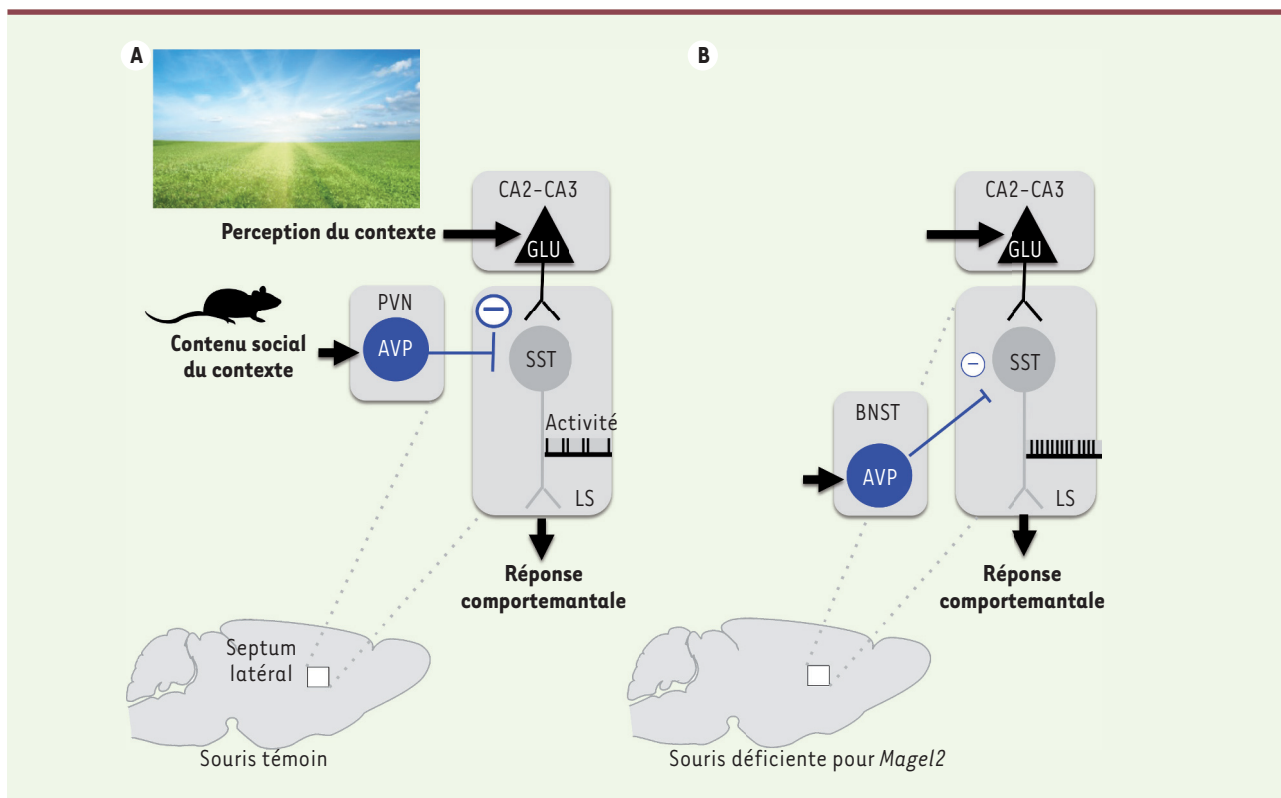 A
CA2-CA3
Perception du contexte
GLU
PVN
−
Contenu social
du contexte
AVP
SST
Activité
LS
Réponse
comportemantale
Septum
latéral
Souris témoin
B
CA2-CA3
GLU
−
SST
BNST
AVP
LS
Réponse
comportemantale
Souris déficiente pour Magel2